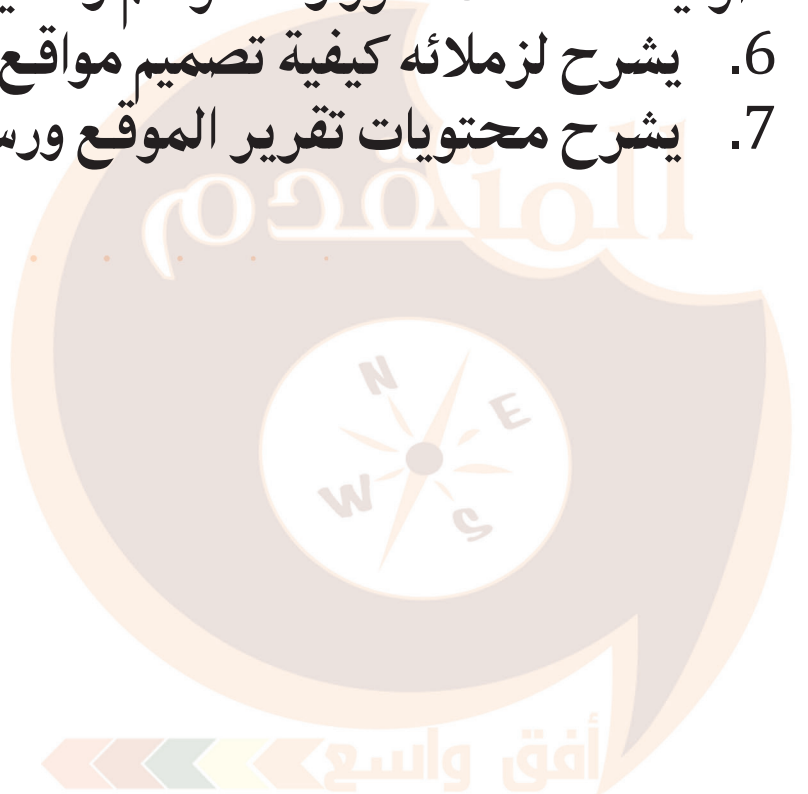 6. يشرح لزملائه كيفية تصميم مواقع
7. يشرح محتويات تقرير الموقع
المتقدم
N
E
W
S
أفق واسع